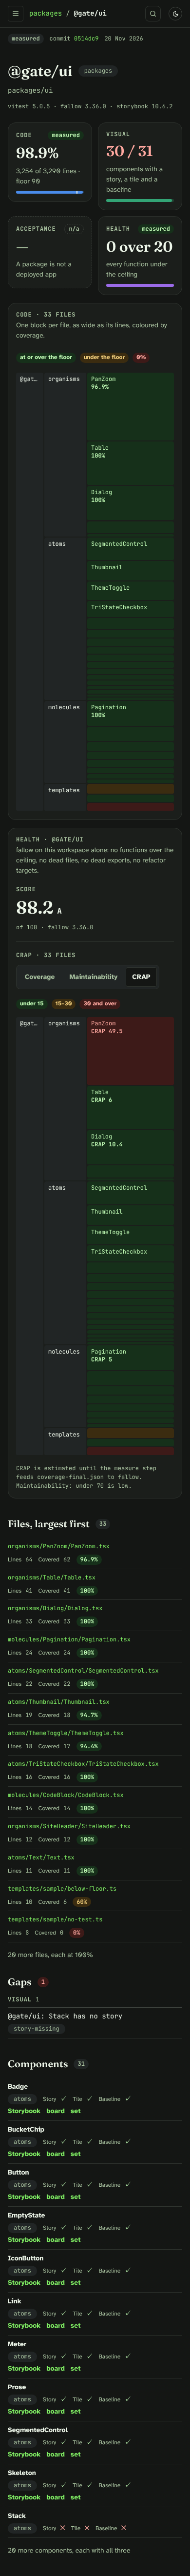 packages / @gate/ui
measured commit 0514dc9 20 Nov 2026
@gate/ui packages
packages/ui
vitest 5.0.5 · fallow 3.36.0 · storybook 10.6.2
CODE measured
98.9%
3,254 of 3,290 lines · floor 90
VISUAL
30 / 31
components with a story, a tile and a baseline
ACCEPTANCE n/a
—
A package is not a deployed app
HEALTH measured
0 over 20
every function under the ceiling
CODE · 33 FILES
One block per file, as wide as its lines, coloured by coverage.
at or over the floor under the floor 0%
@gat… organisms PanZoom
96.9%
Table
100%
Dialog
100%
atoms SegmentedControl
Thumbnail
ThemeToggle
TriStateCheckbox
molecules Pagination
100%
templates
HEALTH · @GATE/UI
fallow on this workspace alone: no functions over the ceiling, no dead files, no dead exports, no refactor targets.
SCORE
88.2 A
of 100 · fallow 3.36.0
CRAP · 33 FILES
Coverage Maintainability CRAP
under 15 15–30 30 and over
@gat… organisms PanZoom
CRAP 49.5
Table
CRAP 6
Dialog
CRAP 10.4
atoms SegmentedControl
Thumbnail
ThemeToggle
TriStateCheckbox
molecules Pagination
CRAP 5
templates
CRAP is estimated until the measure step feeds coverage-final.json to fallow. Maintainability: under 70 is low.
Files, largest first 33
organisms/PanZoom/PanZoom.tsx
Lines 64 Covered 62 96.9%
organisms/Table/Table.tsx
Lines 41 Covered 41 100%
organisms/Dialog/Dialog.tsx
Lines 33 Covered 33 100%
molecules/Pagination/Pagination.tsx
Lines 24 Covered 24 100%
atoms/SegmentedControl/SegmentedControl.tsx
Lines 22 Covered 22 100%
atoms/Thumbnail/Thumbnail.tsx
Lines 19 Covered 18 94.7%
atoms/ThemeToggle/ThemeToggle.tsx
Lines 18 Covered 17 94.4%
atoms/TriStateCheckbox/TriStateCheckbox.tsx
Lines 16 Covered 16 100%
molecules/CodeBlock/CodeBlock.tsx
Lines 14 Covered 14 100%
organisms/SiteHeader/SiteHeader.tsx
Lines 12 Covered 12 100%
atoms/Text/Text.tsx
Lines 11 Covered 11 100%
templates/sample/below-floor.ts
Lines 10 Covered 6 60%
templates/sample/no-test.ts
Lines 8 Covered 0 0%
20 more files, each at 100%
Gaps 1
VISUAL 1
@gate/ui: Stack has no story
story-missing
Components 31
Badge
atoms Story ✓ Tile ✓ Baseline ✓
Storybook board set
BucketChip
atoms Story ✓ Tile ✓ Baseline ✓
Storybook board set
Button
atoms Story ✓ Tile ✓ Baseline ✓
Storybook board set
EmptyState
atoms Story ✓ Tile ✓ Baseline ✓
Storybook board set
IconButton
atoms Story ✓ Tile ✓ Baseline ✓
Storybook board set
Link
atoms Story ✓ Tile ✓ Baseline ✓
Storybook board set
Meter
atoms Story ✓ Tile ✓ Baseline ✓
Storybook board set
Prose
atoms Story ✓ Tile ✓ Baseline ✓
Storybook board set
SegmentedControl
atoms Story ✓ Tile ✓ Baseline ✓
Storybook board set
Skeleton
atoms Story ✓ Tile ✓ Baseline ✓
Storybook board set
Stack
atoms Story ✕ Tile ✕ Baseline ✕
20 more components, each with all three